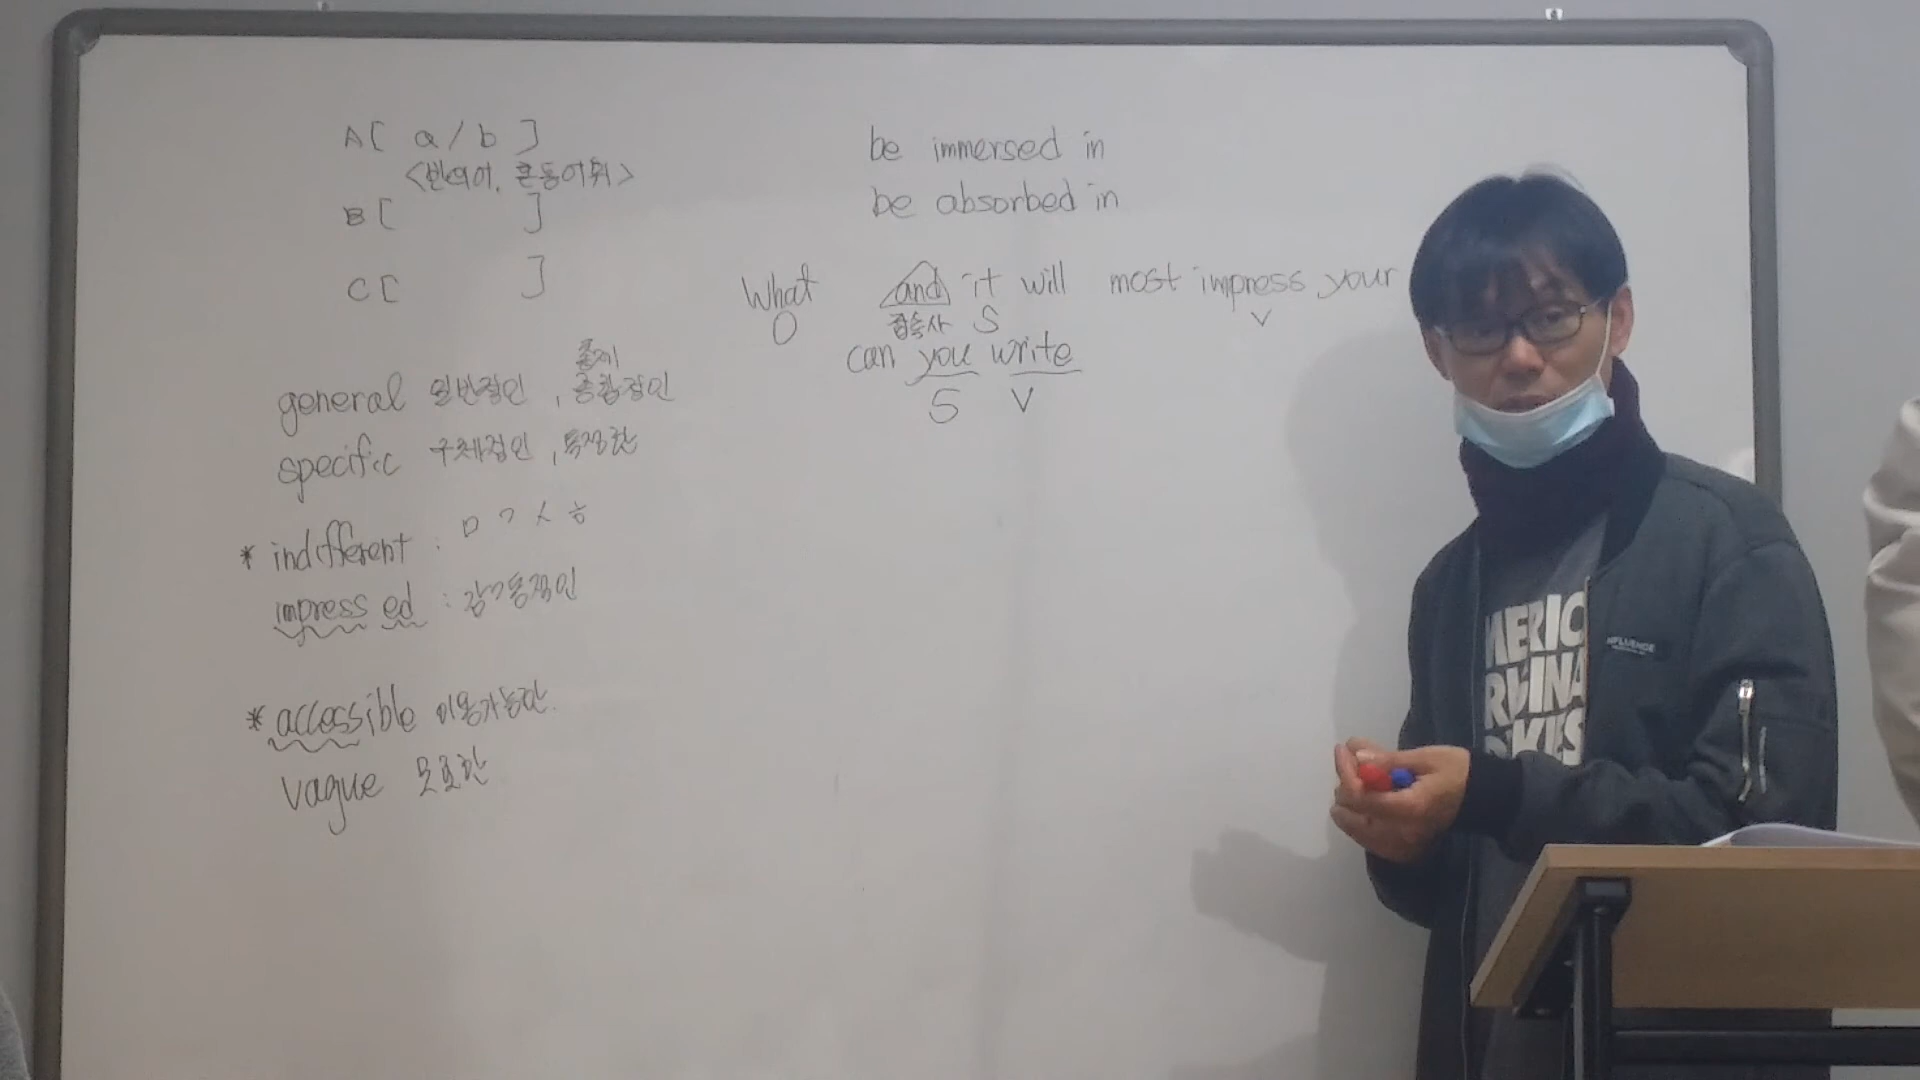 A [ a / b ]
<반의어, 혼동어휘>
B [ ]
C [ ]
general 일반적인, 종합적인
specific 구체적인, 특정한
* indifferent : ㅁ ㄱ ㅅ ㅎ
impress ed : 감동적인
* accessible 이용가능한
vague 모호한
be immersed in
be absorbed in
What and it will most impress your
O 접속사 S V
can you write
S V
MERIC
INFLUENCE